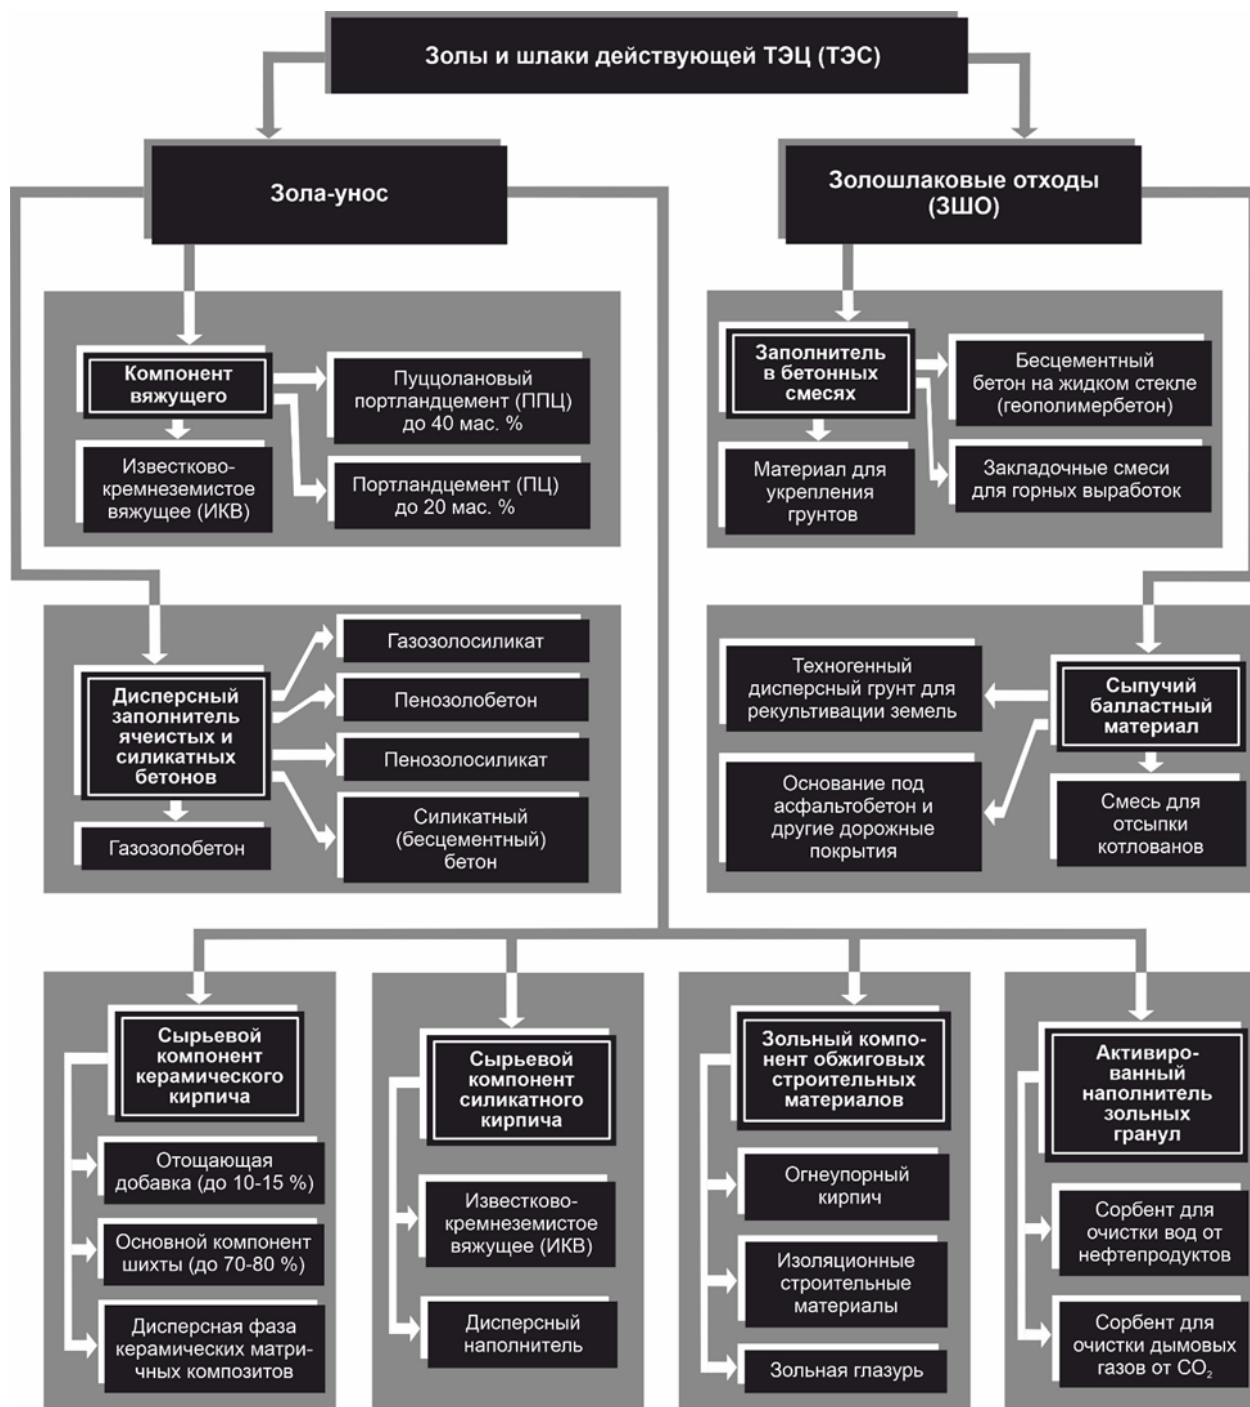 Золы и шлаки действующей ТЭЦ (ТЭС)
Зола-унос
Золошлаковые отходы
(ЗШО)
Компонент
вяжущего
Пуццолановый
портландцемент (ППЦ)
до 40 мас. %
Известково-
кремнеземистое
вяжущее (ИКВ)
Портландцемент (ПЦ)
до 20 мас. %
Заполнитель
в бетонных
смесях
Бесцементный
бетон на жидком стекле
(геополимербетон)
Материал для
укрепления
грунтов
Закладочные смеси
для горных выработок
Дисперсный
заполнитель
ячеистых и
силикатных
бетонов
Газозолосиликат
Пенозолобетон
Пенозолосиликат
Силикатный
(бесцементный)
бетон
Газозолобетон
Техногенный
дисперсный грунт для
рекультивации земель
Сыпучий
балластный
материал
Основание под
асфальтобетон и
другие дорожные
покрытия
Смесь для
отсыпки
котлованов
Сырьевой
компонент
керамического
кирпича
Отощающая
добавка (до 10-15 %)
Основной компонент
шихты (до 70-80 %)
Дисперсная фаза
керамических матри-
чных композитов
Сырьевой
компонент
силикатного
кирпича
Известково-
кремнеземистое
вяжущее (ИКВ)
Дисперсный
наполнитель
Зольный компо-
нент обжиговых
строительных
материалов
Огнеупорный
кирпич
Изоляционные
строительные
материалы
Зольная глазурь
Активиро-
ванный
наполнитель
зольных
гранул
Сорбент для
очистки вод от
нефтепродуктов
Сорбент для
очистки дымовых
газов от CO₂